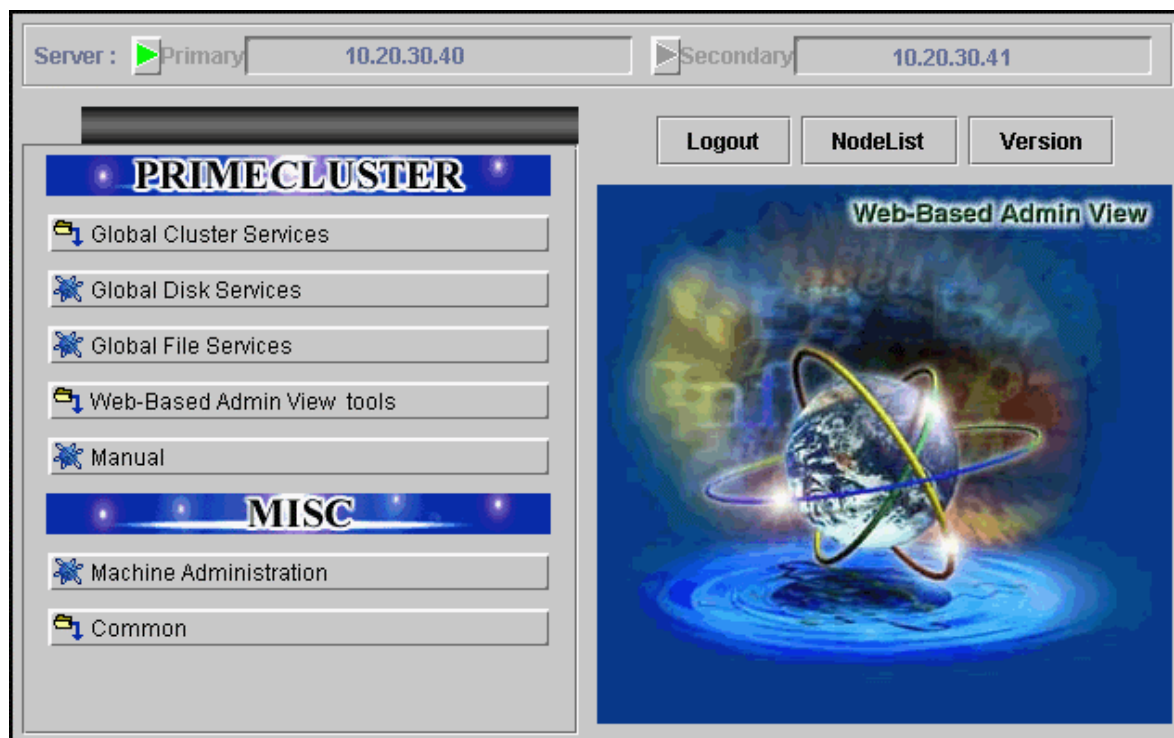 Server : Primary 10.20.30.40 Secondary 10.20.30.41
Logout NodeList Version
PRIMECLUSTER
Global Cluster Services
Global Disk Services
Global File Services
Web-Based Admin View tools
Manual
MISC
Machine Administration
Common
Web-Based Admin View